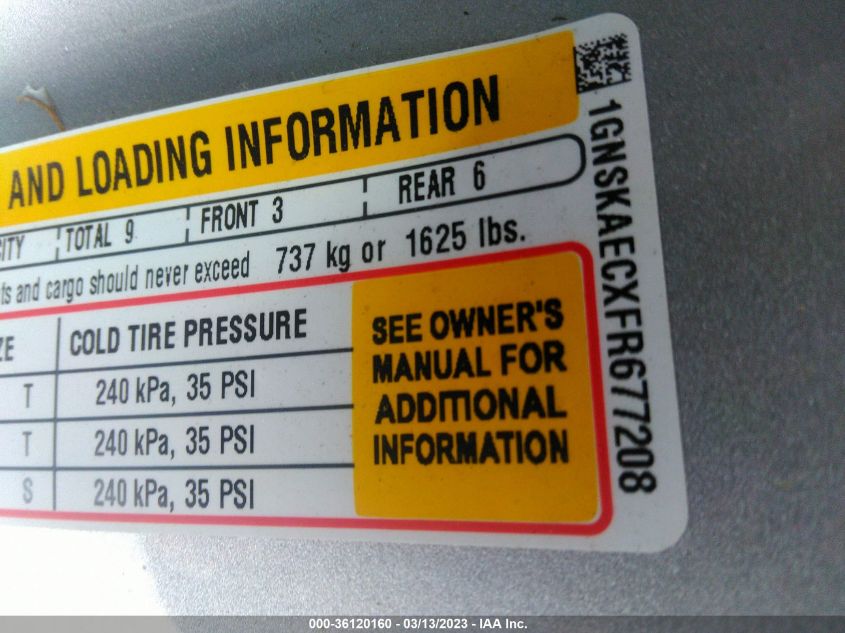 AND LOADING INFORMATION
CITY TOTAL 9 FRONT 3 REAR 6
ts and cargo should never exceed 737 kg or 1625 lbs.
ZE COLD TIRE PRESSURE
T 240 kPa, 35 PSI
T 240 kPa, 35 PSI
S 240 kPa, 35 PSI
SEE OWNER'S
MANUAL FOR
ADDITIONAL
INFORMATION
1GNSKAECXFR677208
000-36120160 - 03/13/2023 - IAA Inc.